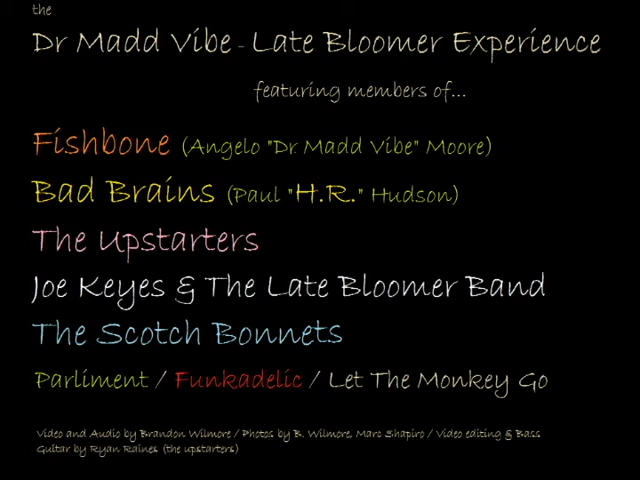 the
Dr Madd Vibe - Late Bloomer Experience
featuring members of...
Fishbone (Angelo "Dr. Madd Vibe" Moore)
Bad Brains (Paul "H.R." Hudson)
The Upstarters
Joe Keyes & The Late Bloomer Band
The Scotch Bonnets
Parliment / Funkadelic / Let The Monkey Go
Video and Audio by Brandon Wilmore / Photos by B. Wilmore, Marc Shapiro / Video editing & Bass
Guitar by Ryan Raines (the upstarters)